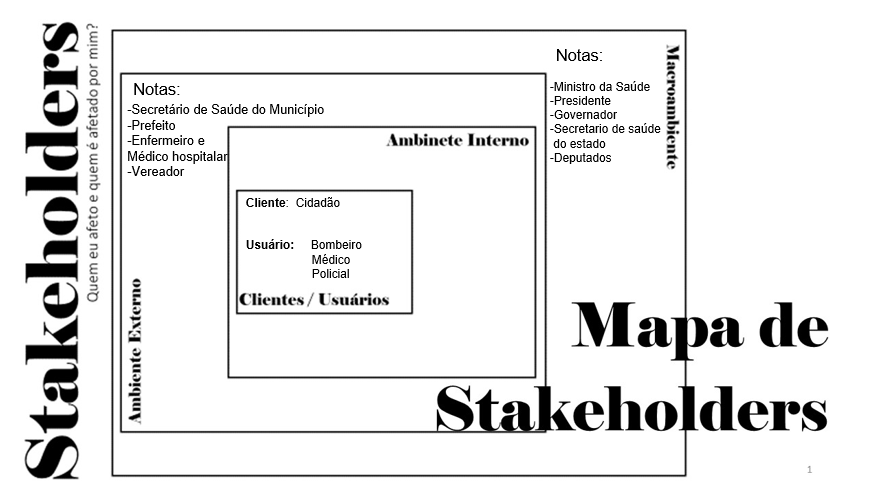 Stakeholders
Quem eu afeto e quem é afetado por mim?
Notas:
-Ministro da Saúde
-Presidente
-Governador
-Secretario de saúde
do estado
-Deputados
Macroambiente
Notas:
-Secretário de Saúde do Município
-Prefeito
-Enfermeiro e
Médico hospitalar
-Vereador
Ambiente Externo
Ambinete Interno
Cliente: Cidadão
Usuário: Bombeiro
Médico
Policial
Clientes / Usuários
Mapa de
Stakeholders
1